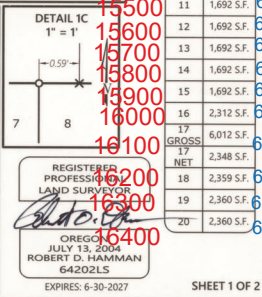 DETAIL 1C
1" = 1'
0.59'
7
8
15500
15600
15700
15800
15900
16000
16100
16200
16300
16400
11 1,692 S.F.
12 1,692 S.F.
13 1,692 S.F.
14 1,692 S.F.
15 1,692 S.F.
16 2,312 S.F.
17 GROSS 6,012 S.F.
17 NET 2,348 S.F.
18 2,359 S.F.
19 2,360 S.F.
20 2,360 S.F.
REGISTERED
PROFESSIONAL
LAND SURVEYOR
OREGON
JULY 13, 2004
ROBERT D. HAMMAN
64202LS
EXPIRES: 6-30-2027
SHEET 1 OF 2